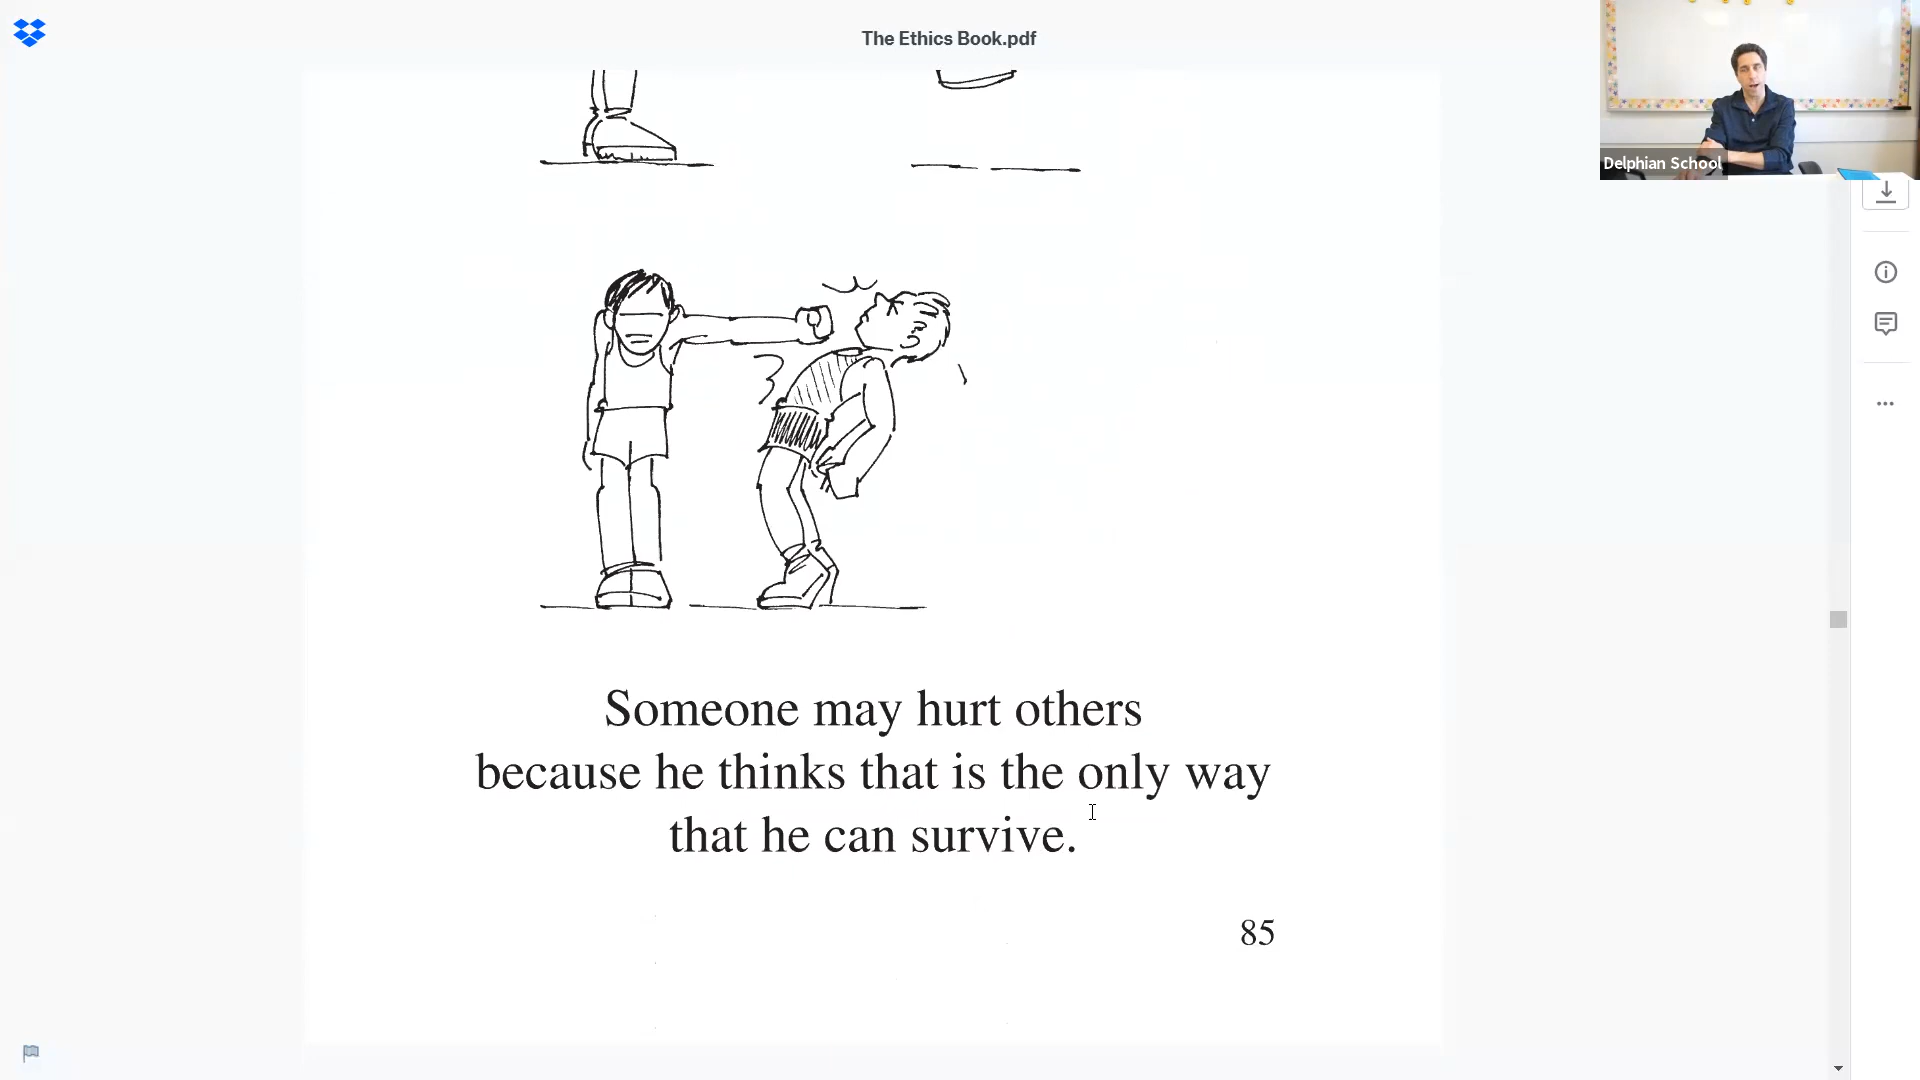 The Ethics Book.pdf
Delphian School
Someone may hurt others
because he thinks that is the only way
that he can survive.
85